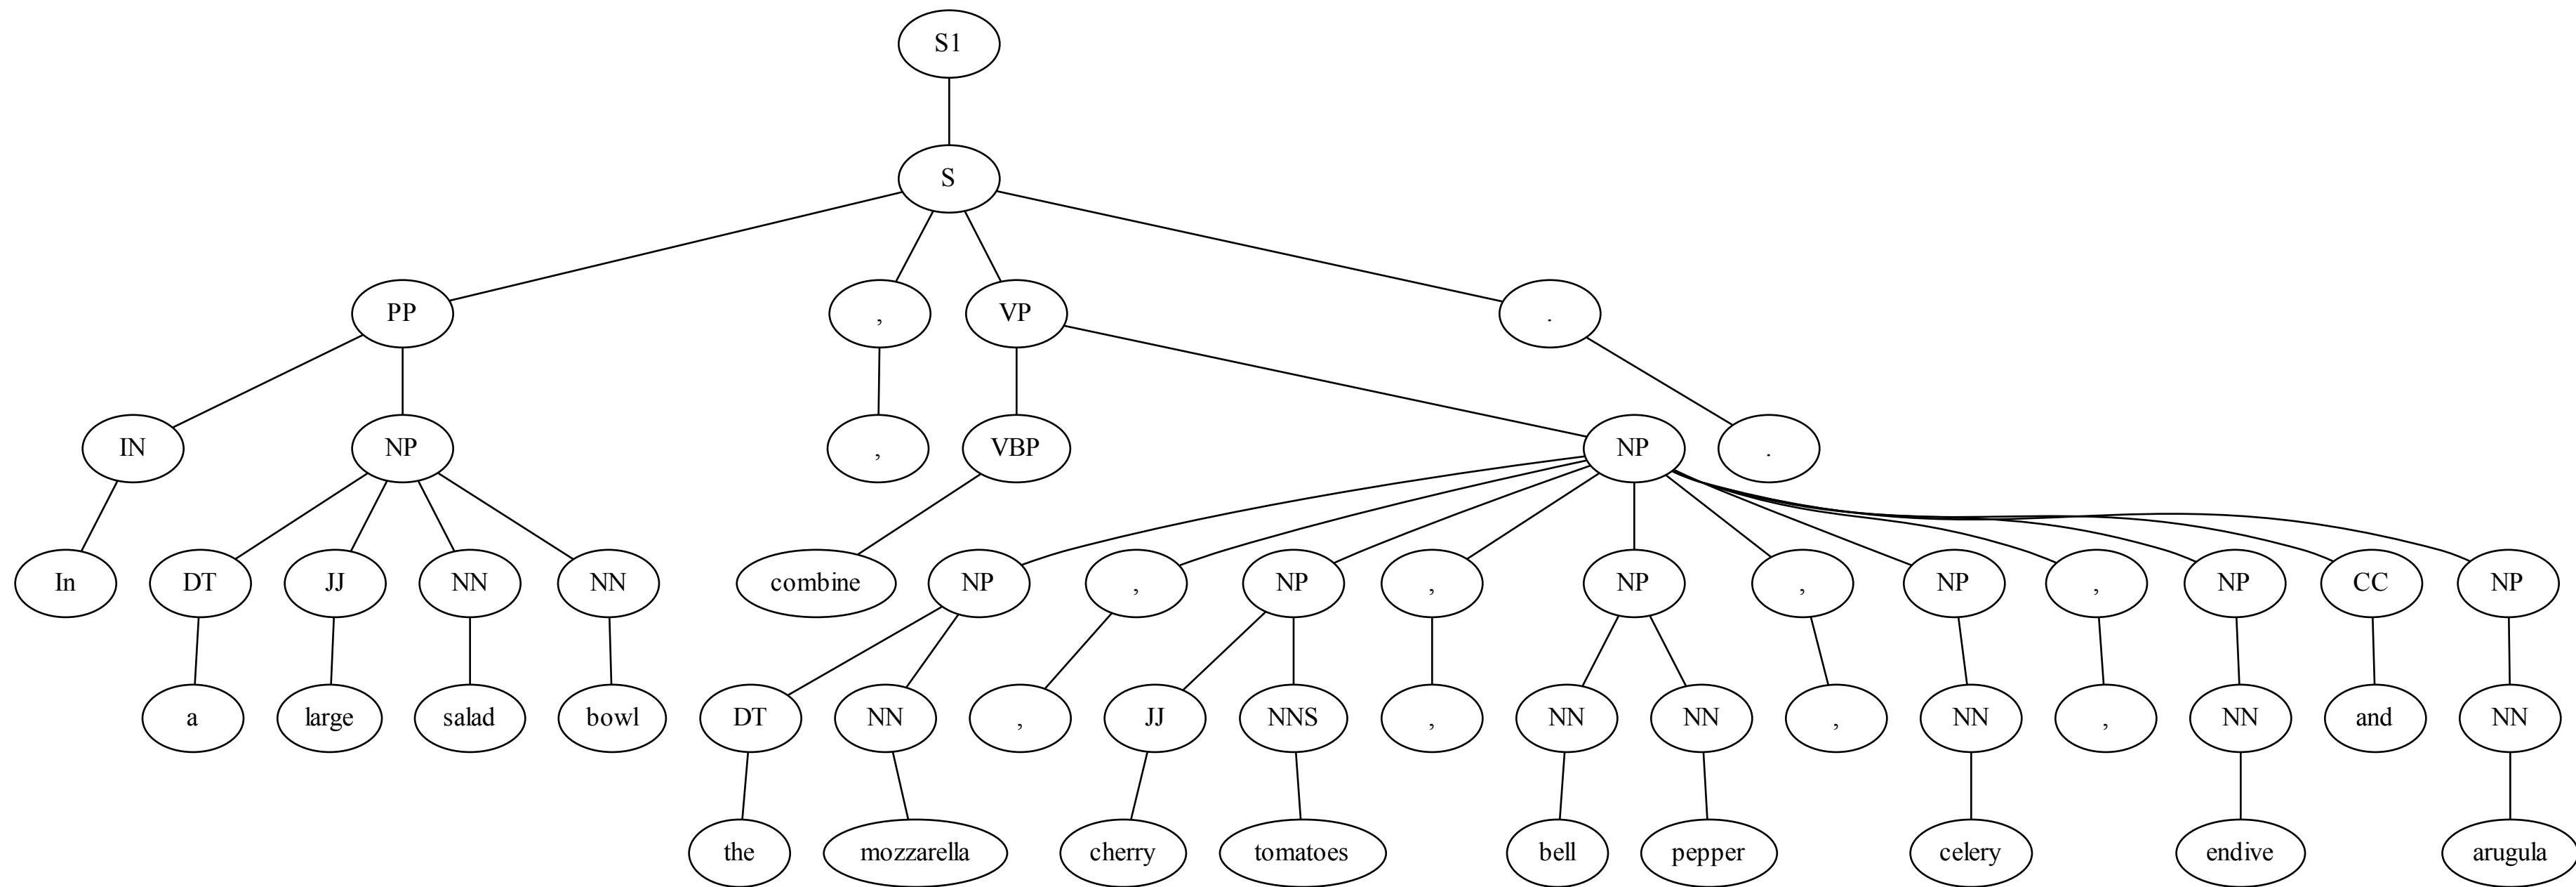 S1
S
PP , VP .
IN NP , VBP NP .
In DT JJ NN NN combine NP , NP , NP , NP , NP CC NP
a large salad bowl DT NN , JJ NNS , NN NN , NN , NN and NN
the mozzarella cherry tomatoes bell pepper celery endive arugula